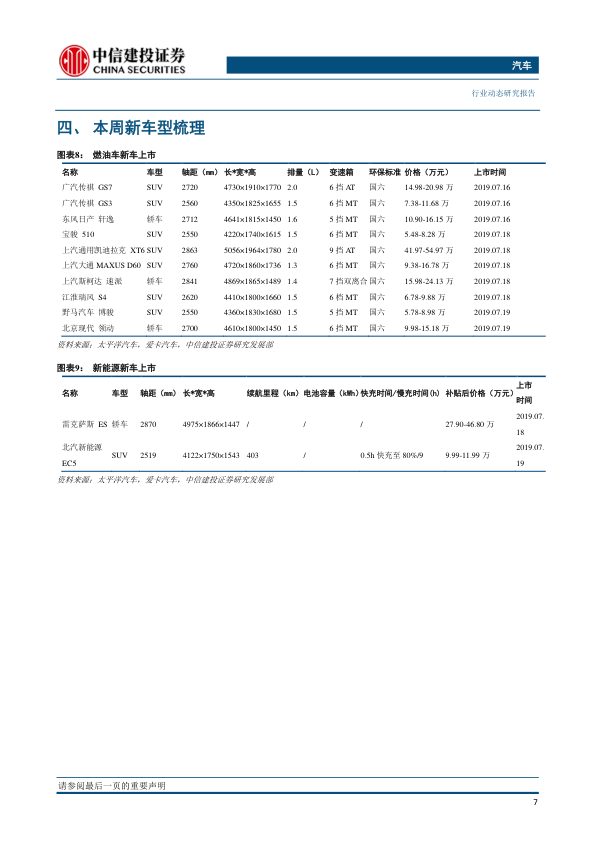 中信建投证券
CHINA SECURITIES
汽车
行业动态研究报告
四、 本周新车型梳理
图表8： 燃油车新车上市
名称 车型 轴距（mm） 长*宽*高 排量（L） 变速箱 环保标准 价格（万元） 上市时间
广汽传祺 GS7 SUV 2720 4730×1910×1770 2.0 6 挡 AT 国六 14.98-20.98 万 2019.07.16
广汽传祺 GS3 SUV 2560 4350×1825×1655 1.5 6 挡 MT 国六 7.38-11.68 万 2019.07.16
东风日产 轩逸 轿车 2712 4641×1815×1450 1.6 5 挡 MT 国六 10.90-16.15 万 2019.07.16
宝骏 510 SUV 2550 4220×1740×1615 1.5 6 挡 MT 国六 5.48-8.28 万 2019.07.18
上汽通用凯迪拉克 XT6 SUV 2863 5056×1964×1780 2.0 9 挡 AT 国六 41.97-54.97 万 2019.07.18
上汽大通 MAXUS D60 SUV 2760 4720×1860×1736 1.3 6 挡 MT 国六 9.38-16.78 万 2019.07.18
上汽斯柯达 速派 轿车 2841 4869×1865×1489 1.4 7 挡双离合 国六 15.98-24.13 万 2019.07.18
江淮瑞风 S4 SUV 2620 4410×1800×1660 1.5 6 挡 MT 国六 6.78-9.88 万 2019.07.18
野马汽车 博骏 SUV 2550 4360×1830×1680 1.5 5 挡 MT 国六 5.78-8.98 万 2019.07.19
北京现代 领动 轿车 2700 4610×1800×1450 1.5 6 挡 MT 国六 9.98-15.18 万 2019.07.19
资料来源：太平洋汽车，爱卡汽车，中信建投证券研究发展部
图表9： 新能源新车上市
名称 车型 轴距（mm） 长*宽*高 续航里程（km） 电池容量（kWh） 快充时间/慢充时间(h) 补贴后价格（万元） 上市
时间
雷克萨斯 ES 轿车 2870 4975×1866×1447 / / / 27.90-46.80 万 2019.07.
18
北汽新能源
EC5 SUV 2519 4122×1750×1543 403 / 0.5h 快充至 80%/9 9.99-11.99 万 2019.07.
19
资料来源：太平洋汽车，爱卡汽车，中信建投证券研究发展部
请参阅最后一页的重要声明
7